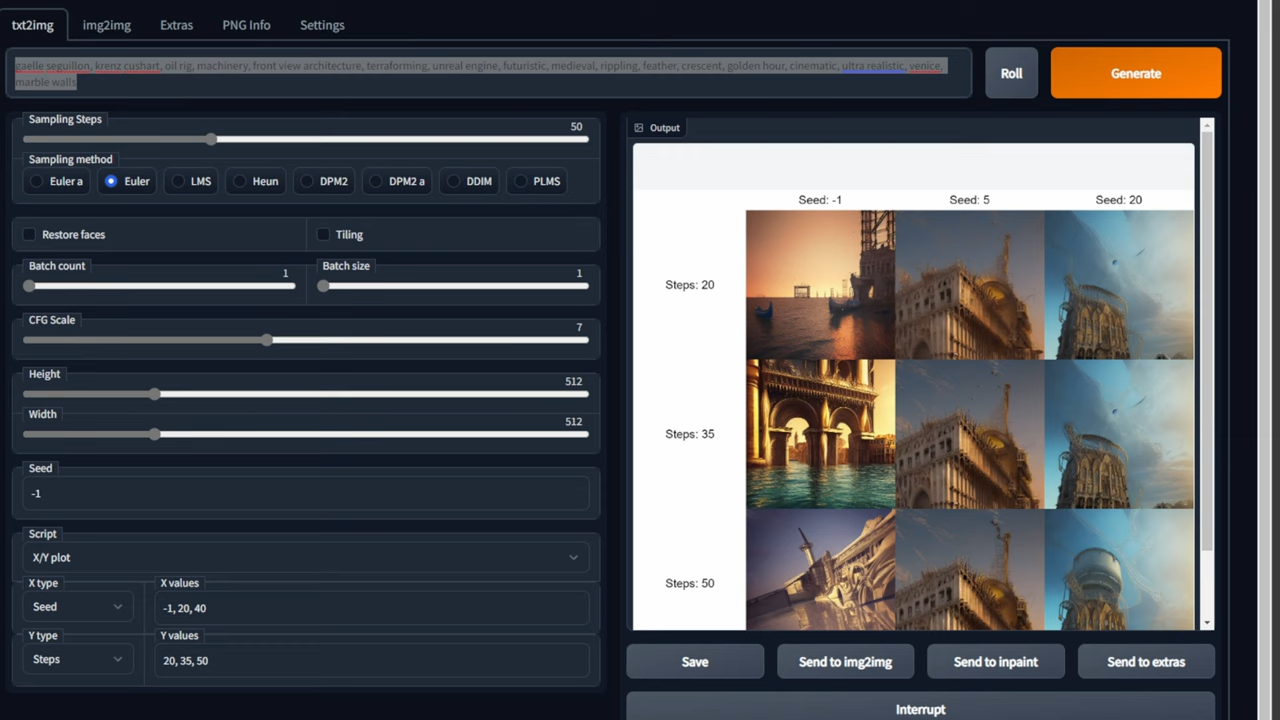 txt2img img2img Extras PNG Info Settings
gaelle seguillon, krenz cushart, oil rig, machinery, front view architecture, terraforming, unreal engine, futuristic, medieval, rippling, feather, crescent, golden hour, cinematic, ultra realistic, venice,
marble walls
Roll
Generate
Sampling Steps
50
Sampling method
Euler a Euler LMS Heun DPM2 DPM2 a DDIM PLMS
Restore faces Tiling
Batch count
1
Batch size
1
CFG Scale
7
Height
512
Width
512
Seed
-1
Script
X/Y plot
X type X values
Seed -1, 20, 40
Y type Y values
Steps 20, 35, 50
Output
Seed: -1 Seed: 5 Seed: 20
Steps: 20
Steps: 35
Steps: 50
Save Send to img2img Send to inpaint Send to extras
Interrupt